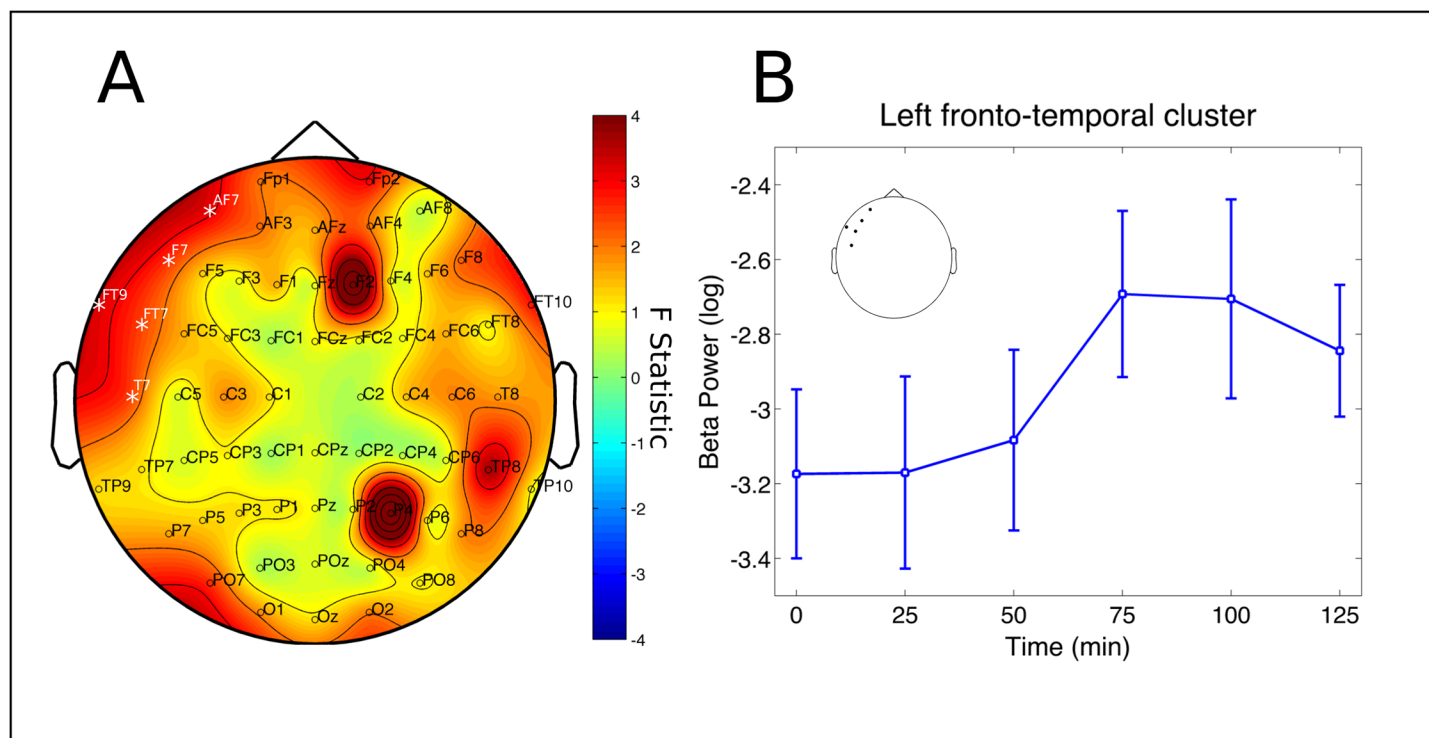 A
B
Left fronto-temporal cluster
Fp1 Fp2
AF7 AF8
AF3 AFz AF4
F7 F8
F5 F3 F1 Fz F2 F4 F6
FT9 FT10
FT7 FT8
FC5 FC3 FC1 FCz FC2 FC4 FC6
T7 C5 C3 C1 C2 C4 C6 T8
TP7 CP5 CP3 CP1 CPz CP2 CP4 CP6 TP8
TP9 TP10
P7 P5 P3 P1 Pz P2 P4 P6 P8
PO7 PO3 POz PO4 PO8
O1 Oz O2
4
3
2
1
0
-1
-2
-3
-4
F Statistic
Beta Power (log)
-2.4
-2.6
-2.8
-3
-3.2
-3.4
0 25 50 75 100 125
Time (min)